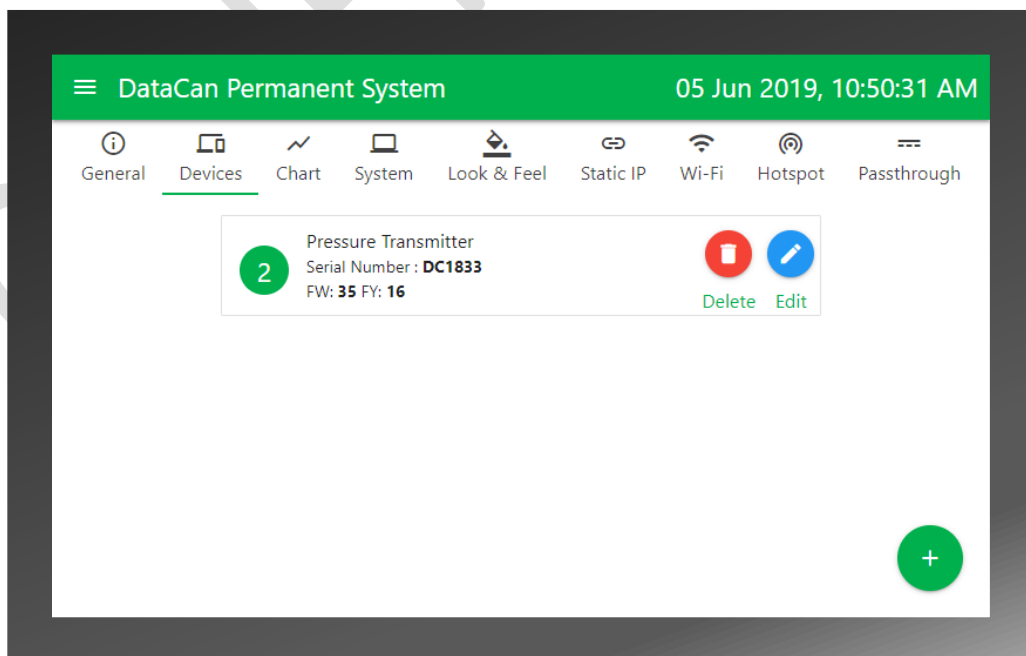 DataCan Permanent System 05 Jun 2019, 10:50:31 AM
General Devices Chart System Look & Feel Static IP Wi-Fi Hotspot Passthrough
2
Pressure Transmitter
Serial Number : DC1833
FW: 35 FY: 16
Delete Edit
+